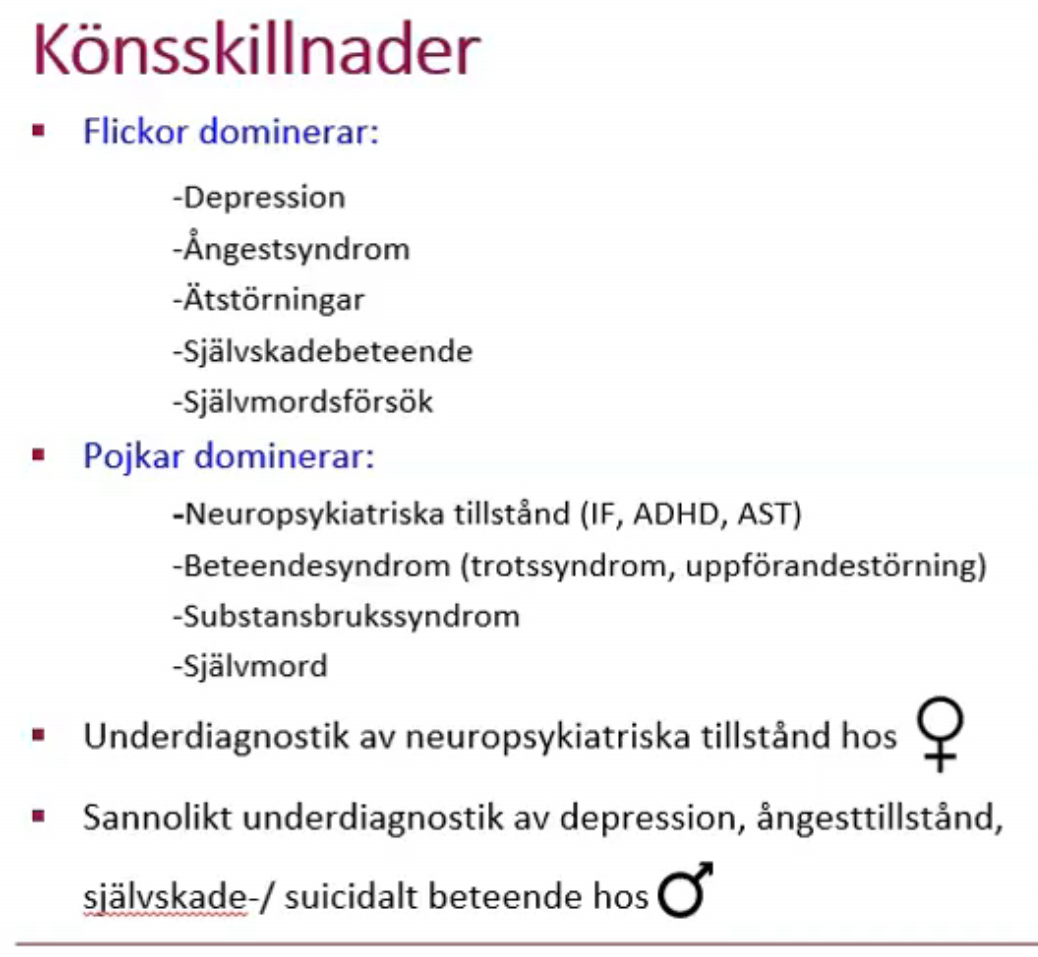 Könsskillnader
▪ Flickor dominerar:
-Depression
-Ångestsyndrom
-Ätstörningar
-Självskadebeteende
-Självmordsförsök
▪ Pojkar dominerar:
-Neuropsykiatriska tillstånd (IF, ADHD, AST)
-Beteendesyndrom (trotssyndrom, uppförandestörning)
-Substansbrukssyndrom
-Självmord
▪ Underdiagnostik av neuropsykiatriska tillstånd hos ♀
▪ Sannolikt underdiagnostik av depression, ångesttillstånd,
självskade-/ suicidalt beteende hos ♂